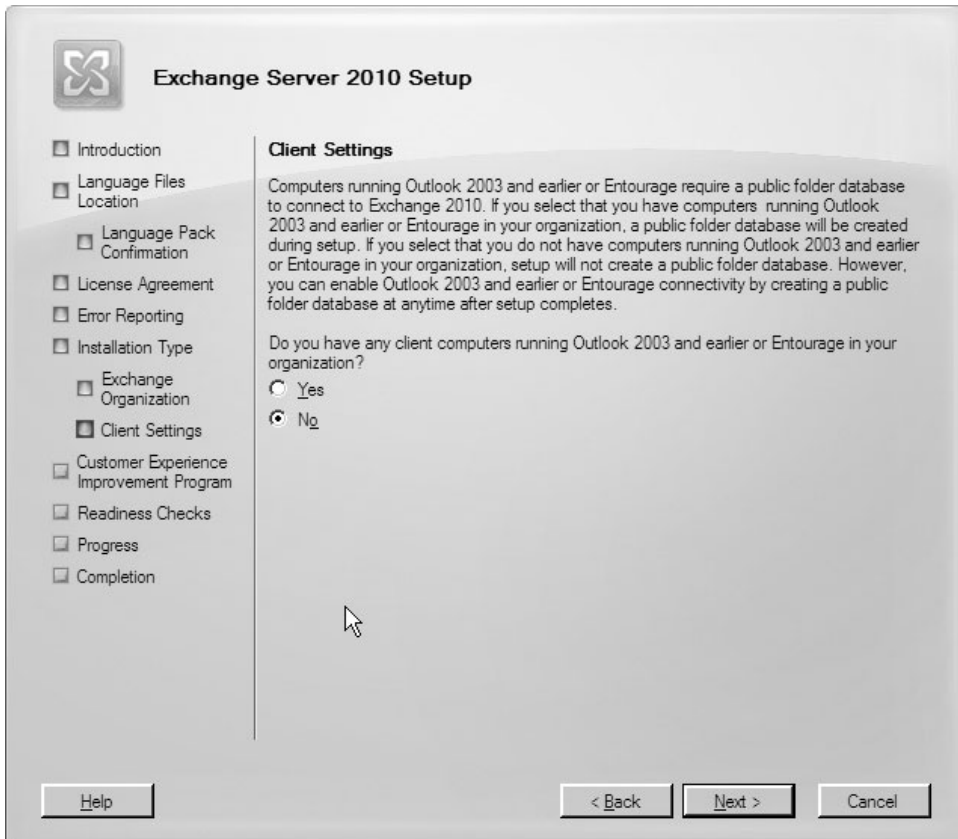 Exchange Server 2010 Setup
Introduction
Language Files
Location
Language Pack
Confirmation
License Agreement
Error Reporting
Installation Type
Exchange
Organization
Client Settings
Customer Experience
Improvement Program
Readiness Checks
Progress
Completion
Client Settings
Computers running Outlook 2003 and earlier or Entourage require a public folder database
to connect to Exchange 2010. If you select that you have computers running Outlook
2003 and earlier or Entourage in your organization, a public folder database will be created
during setup. If you select that you do not have computers running Outlook 2003 and earlier
or Entourage in your organization, setup will not create a public folder database. However,
you can enable Outlook 2003 and earlier or Entourage connectivity by creating a public
folder database at anytime after setup completes.
Do you have any client computers running Outlook 2003 and earlier or Entourage in your
organization?
Yes
No
Help
< Back
Next >
Cancel